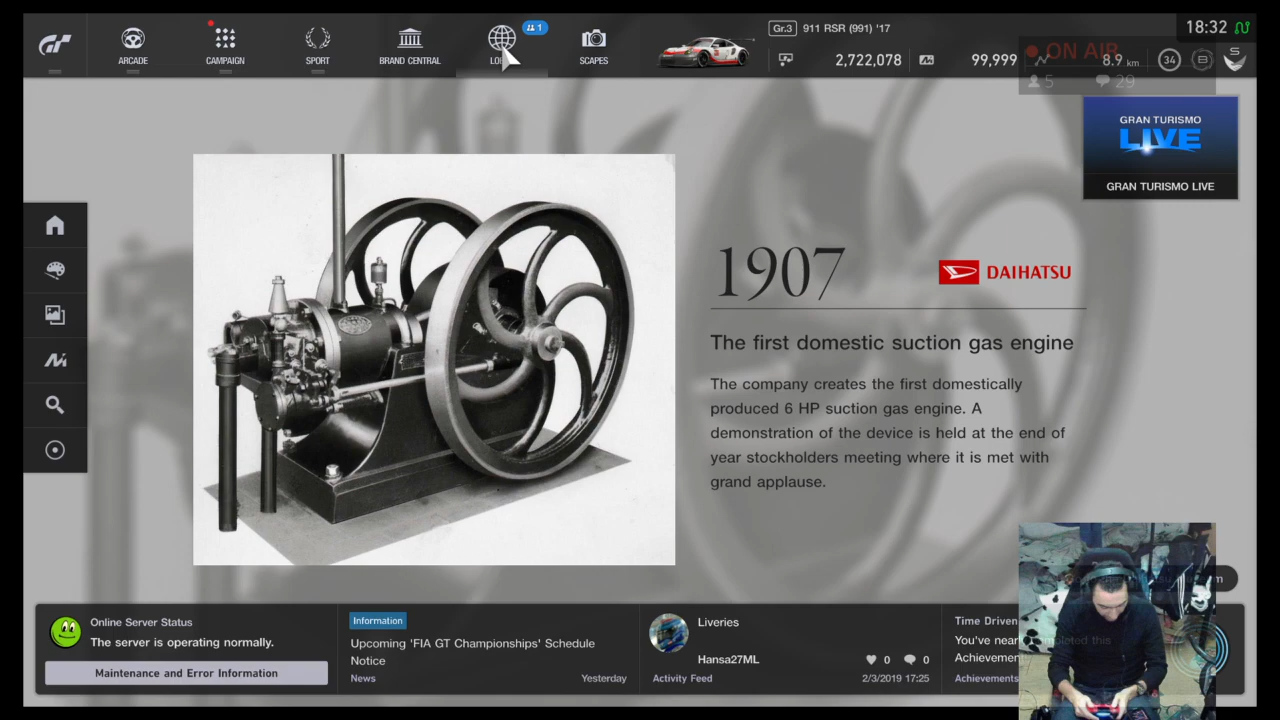 ARCADE
CAMPAIGN
SPORT
BRAND CENTRAL
1
SCAPES
Gr.3 911 RSR (991) '17
2,722,078
99,999
8.9 km
34
S
18:32
ON AIR
5
29
GRAN TURISMO
LIVE
GRAN TURISMO LIVE
1907
DAIHATSU
The first domestic suction gas engine
The company creates the first domestically
produced 6 HP suction gas engine. A
demonstration of the device is held at the end of
year stockholders meeting where it is met with
grand applause.
Online Server Status
The server is operating normally.
Maintenance and Error Information
Information
Upcoming 'FIA GT Championships' Schedule
Notice
News
Yesterday
Liveries
Hansa27ML
0
0
Activity Feed
2/3/2019 17:25
Time Driven
You've
this
Achievements